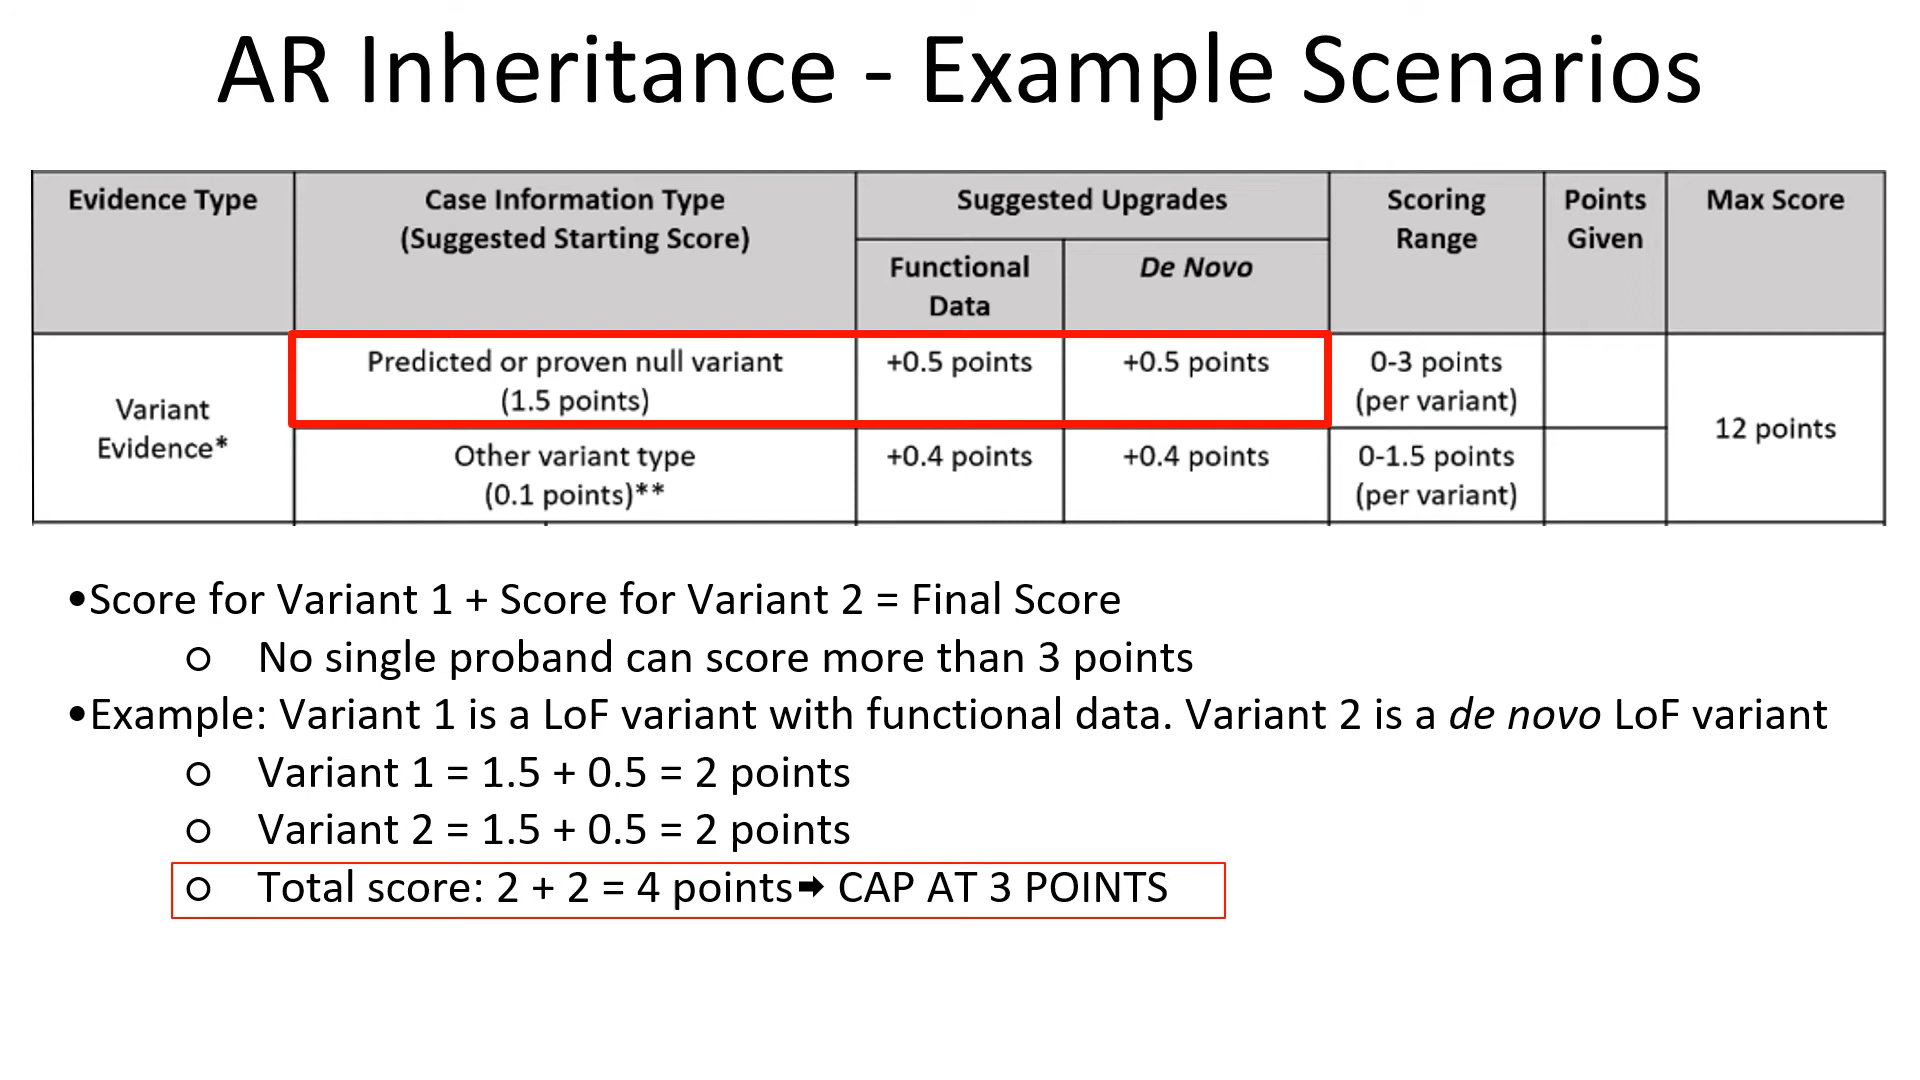 AR Inheritance - Example Scenarios
Evidence Type
Case Information Type
(Suggested Starting Score)
Suggested Upgrades
Functional
Data
De Novo
Scoring
Range
Points
Given
Max Score
Variant
Evidence*
Predicted or proven null variant
(1.5 points)
+0.5 points
+0.5 points
0-3 points
(per variant)
Other variant type
(0.1 points)**
+0.4 points
+0.4 points
0-1.5 points
(per variant)
12 points
•Score for Variant 1 + Score for Variant 2 = Final Score
○ No single proband can score more than 3 points
•Example: Variant 1 is a LoF variant with functional data. Variant 2 is a de novo LoF variant
○ Variant 1 = 1.5 + 0.5 = 2 points
○ Variant 2 = 1.5 + 0.5 = 2 points
○ Total score: 2 + 2 = 4 points➡ CAP AT 3 POINTS